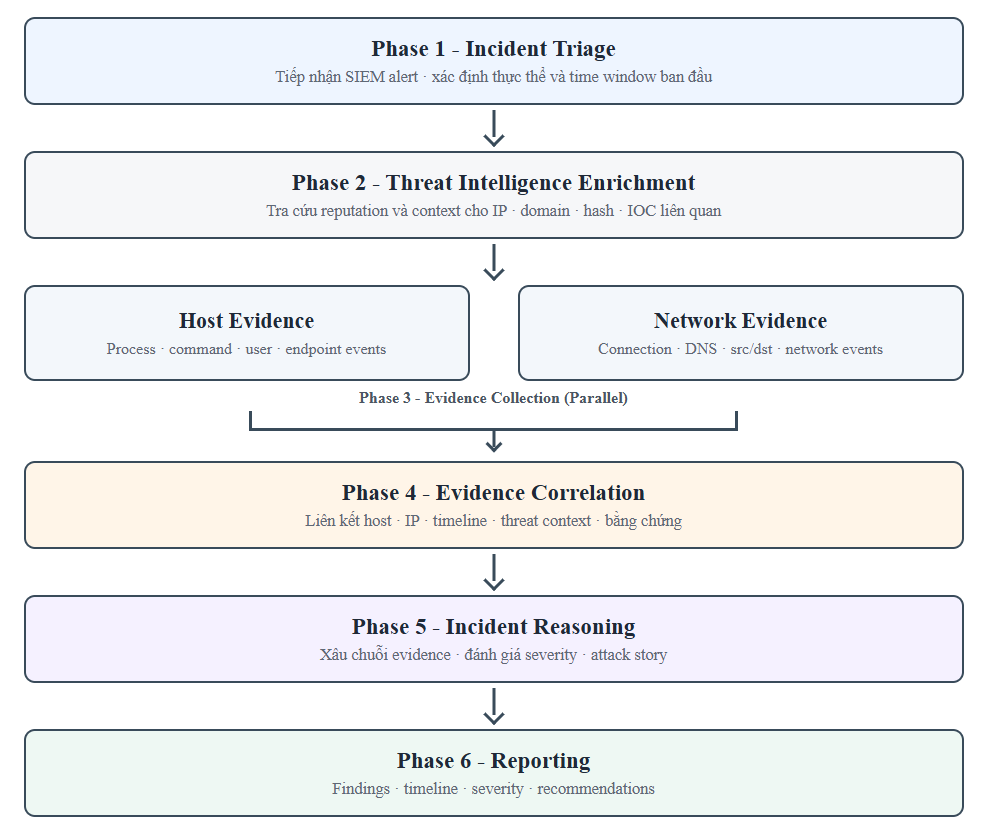 Phase 1 - Incident Triage
Tiếp nhận SIEM alert · xác định thực thể và time window ban đầu
Phase 2 - Threat Intelligence Enrichment
Tra cứu reputation và context cho IP · domain · hash · IOC liên quan
Host Evidence
Process · command · user · endpoint events
Network Evidence
Connection · DNS · src/dst · network events
Phase 3 - Evidence Collection (Parallel)
Phase 4 - Evidence Correlation
Liên kết host · IP · timeline · threat context · bằng chứng
Phase 5 - Incident Reasoning
Xâu chuỗi evidence · đánh giá severity · attack story
Phase 6 - Reporting
Findings · timeline · severity · recommendations